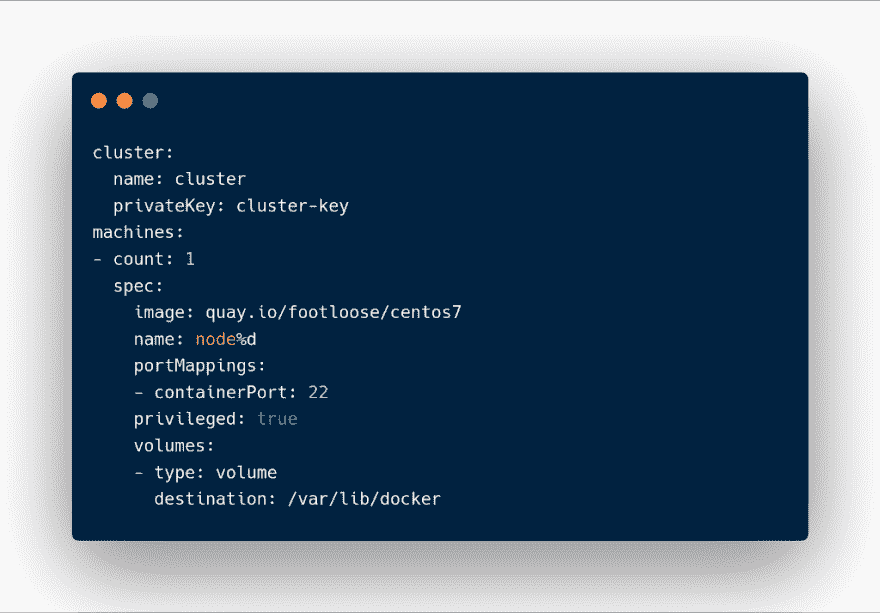 cluster:
  name: cluster
  privateKey: cluster-key
machines:
- count: 1
  spec:
    image: quay.io/footloose/centos7
    name: node%d
    portMappings:
    - containerPort: 22
    privileged: true
    volumes:
    - type: volume
      destination: /var/lib/docker